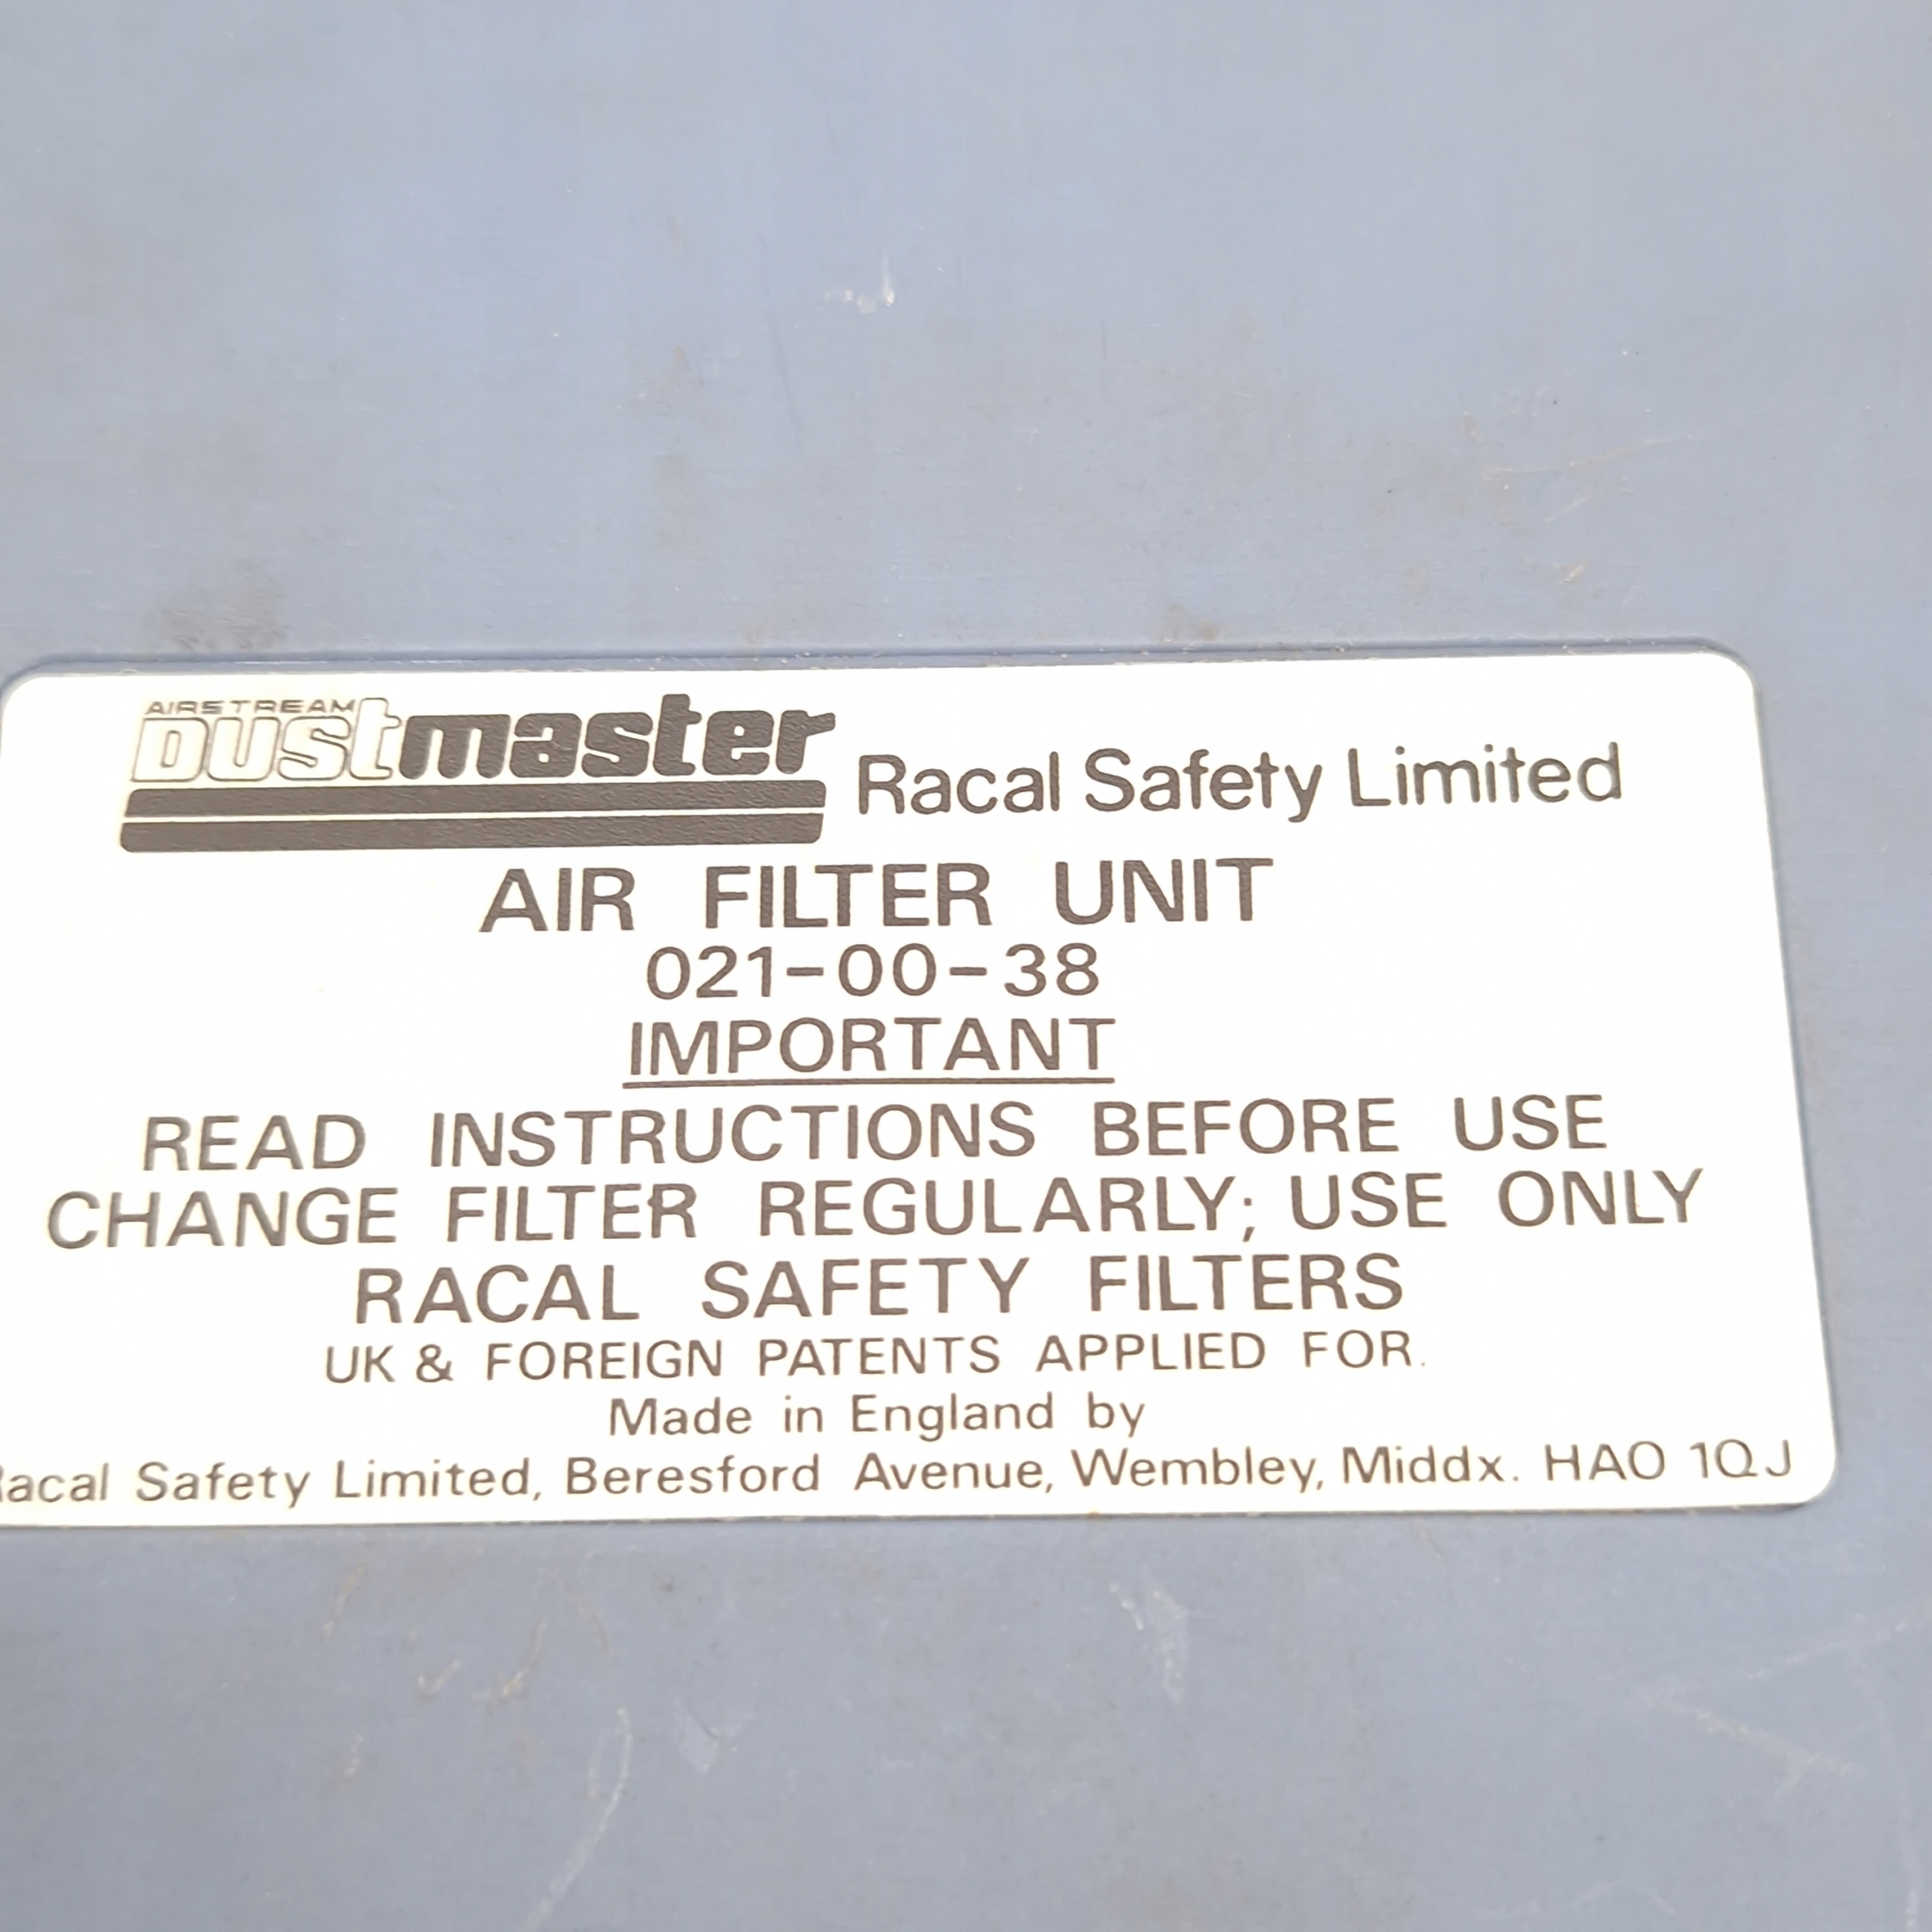 AIRSTREAM
Dustmaster Racal Safety Limited
AIR FILTER UNIT
021-00-38
IMPORTANT
READ INSTRUCTIONS BEFORE USE
CHANGE FILTER REGULARLY; USE ONLY
RACAL SAFETY FILTERS
UK & FOREIGN PATENTS APPLIED FOR.
Made in England by
Racal Safety Limited, Beresford Avenue, Wembley, Middx. HA0 1QJ